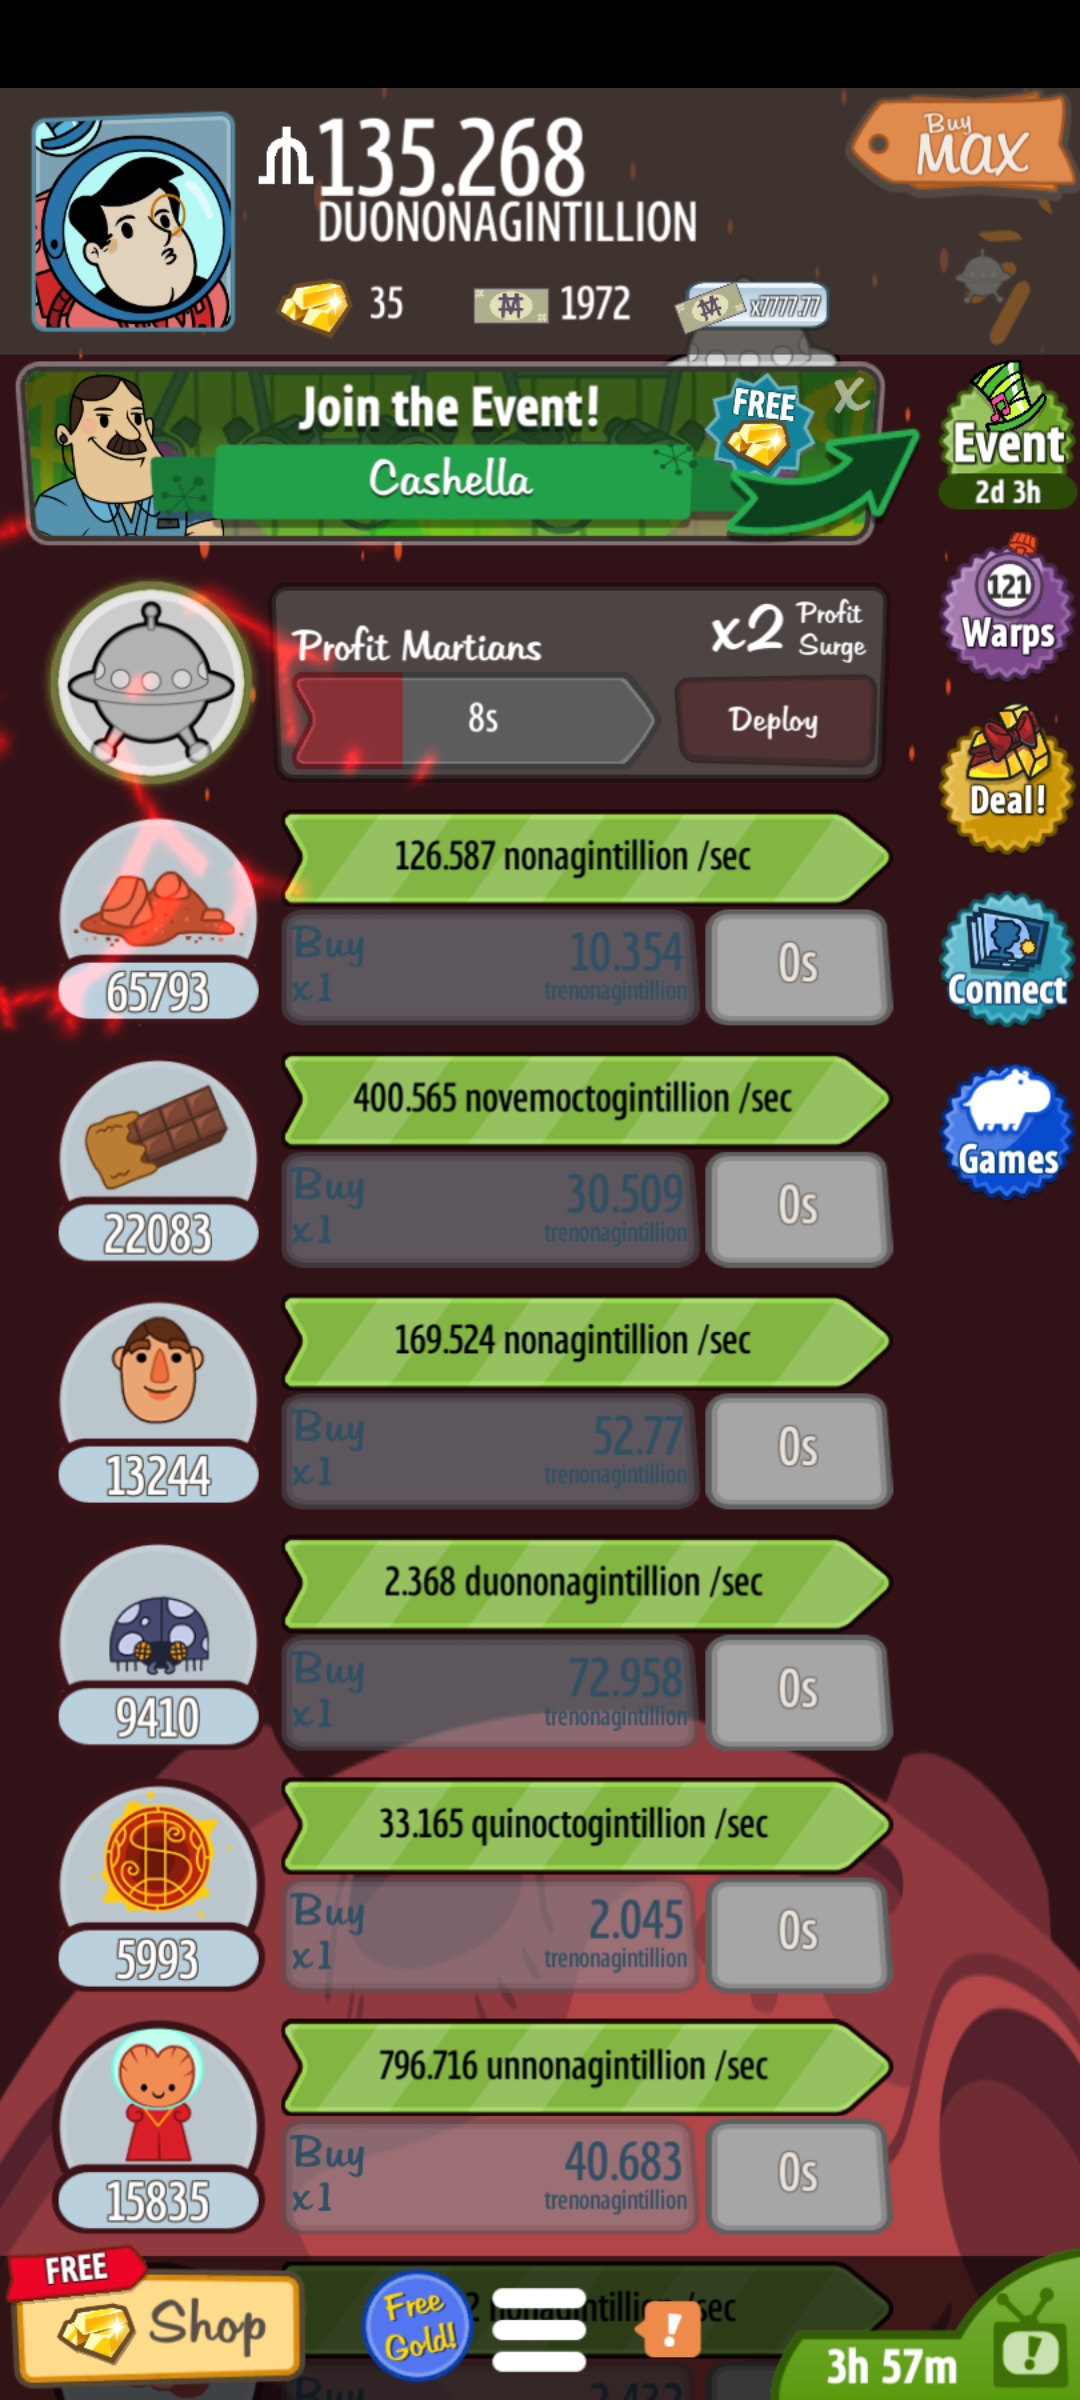 135.268
DUONONAGINTILLION
Buy
MAX
35
1972
x7777.77
Join the Event!
Cashella
FREE
X
Event
2d 3h
121
Warps
Deal!
Connect
Games
Profit Martians
x2 Profit Surge
8s
Deploy
126.587 nonagintillion /sec
65793
Buy x1
10.354
trenonagintillion
0s
400.565 novemoctogintillion /sec
22083
Buy x1
30.509
trenonagintillion
0s
169.524 nonagintillion /sec
13244
Buy x1
52.77
trenonagintillion
0s
2.368 duononagintillion /sec
9410
Buy x1
72.958
trenonagintillion
0s
33.165 quinoctogintillion /sec
5993
Buy x1
2.045
trenonagintillion
0s
796.716 unnonagintillion /sec
15835
Buy x1
40.683
trenonagintillion
0s
FREE
Shop
Free Gold!
/sec
!
3h 57m
!
Buy
2.432